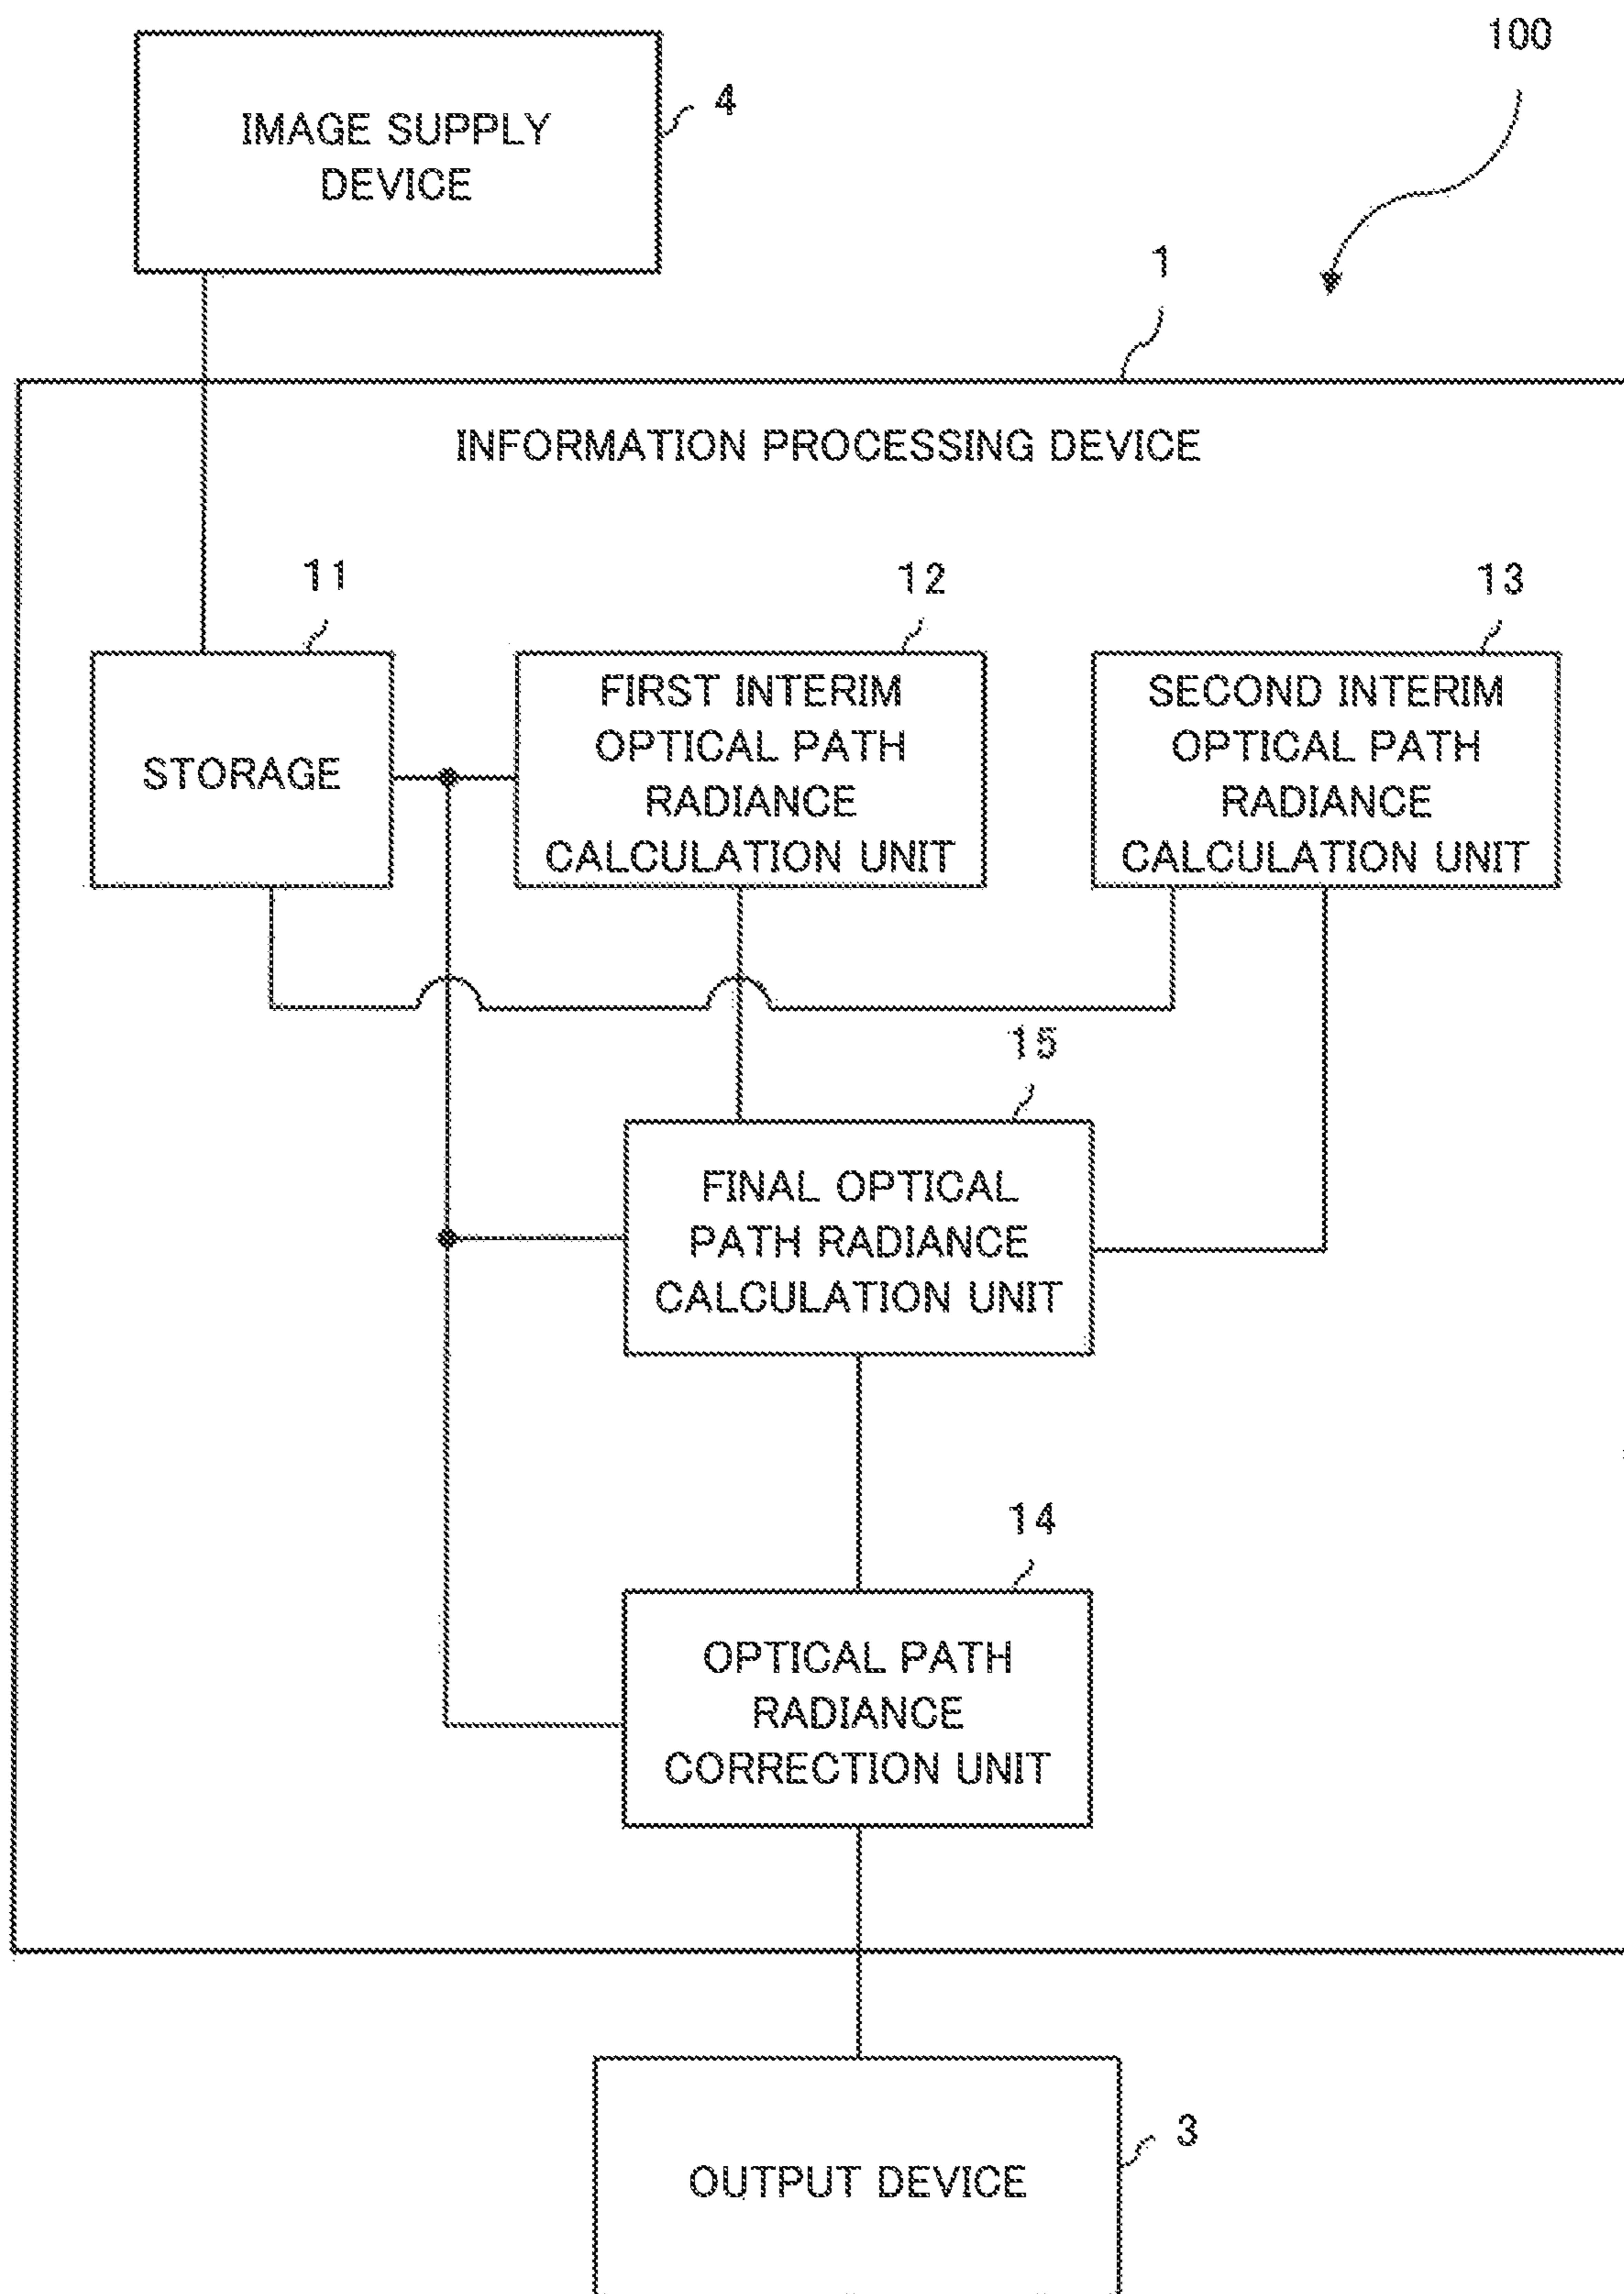 100
IMAGE SUPPLY
DEVICE
4
1
INFORMATION PROCESSING DEVICE
11
12
13
STORAGE
FIRST INTERIM
OPTICAL PATH
RADIANCE
CALCULATION UNIT
SECOND INTERIM
OPTICAL PATH
RADIANCE
CALCULATION UNIT
15
FINAL OPTICAL
PATH RADIANCE
CALCULATION UNIT
14
OPTICAL PATH
RADIANCE
CORRECTION UNIT
3
OUTPUT DEVICE